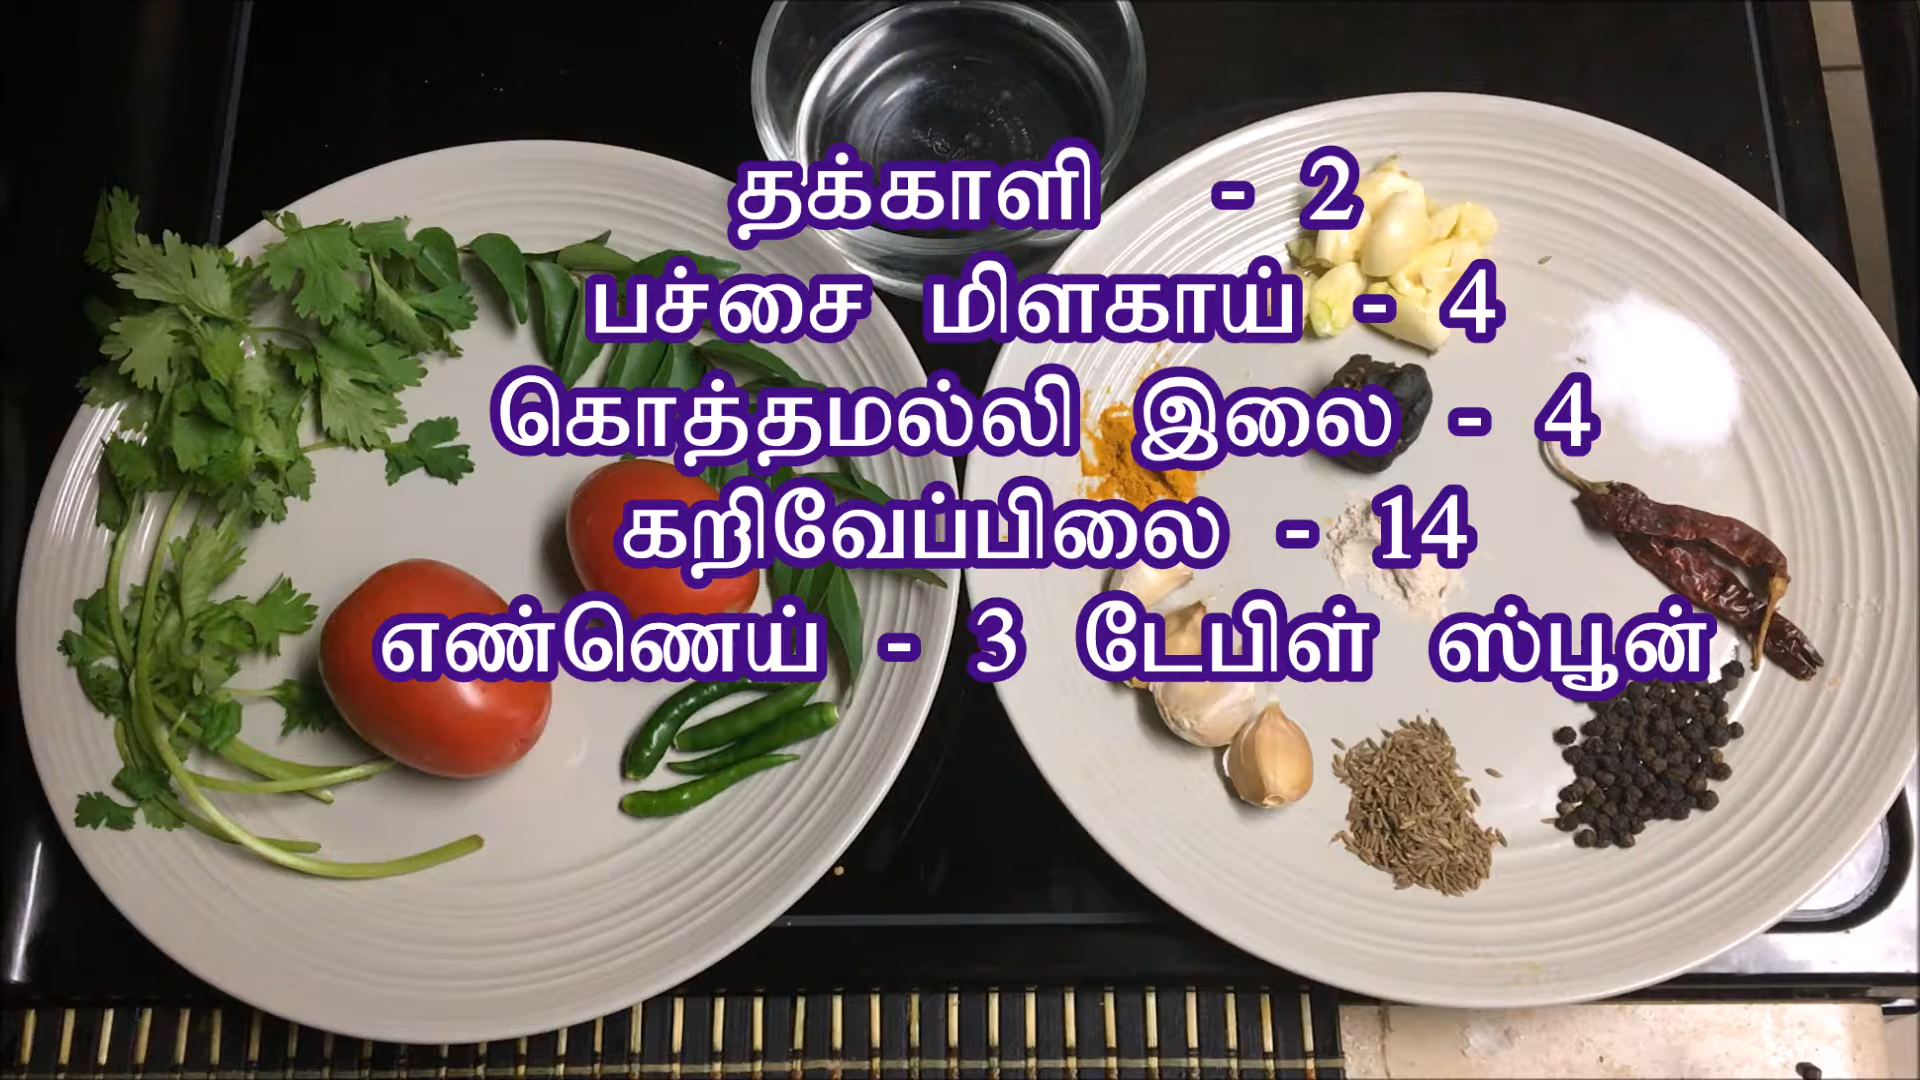 தக்காளி - 2
பச்சை மிளகாய் - 4
கொத்தமல்லி இலை - 4
கறிவேப்பிலை - 14
எண்ணெய் - 3 டேபிள் ஸ்பூன்